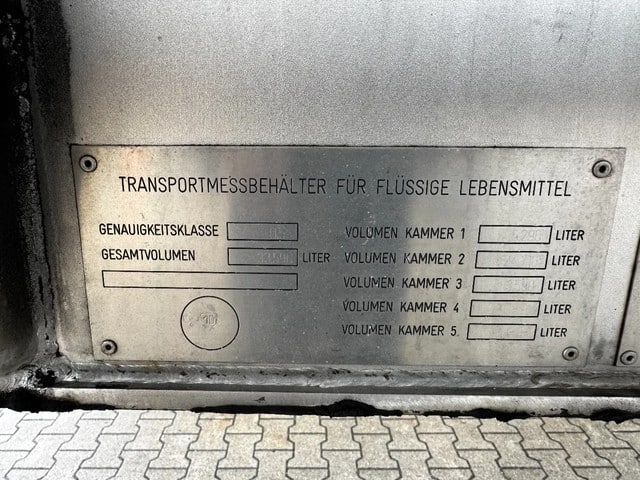 TRANSPORTMESSBEHÄLTER FÜR FLÜSSIGE LEBENSMITTEL
GENAUIGKEITSKLASSE
GESAMTVOLUMEN LITER
VOLUMEN KAMMER 1 LITER
VOLUMEN KAMMER 2 LITER
VOLUMEN KAMMER 3 LITER
VOLUMEN KAMMER 4 LITER
VOLUMEN KAMMER 5 LITER